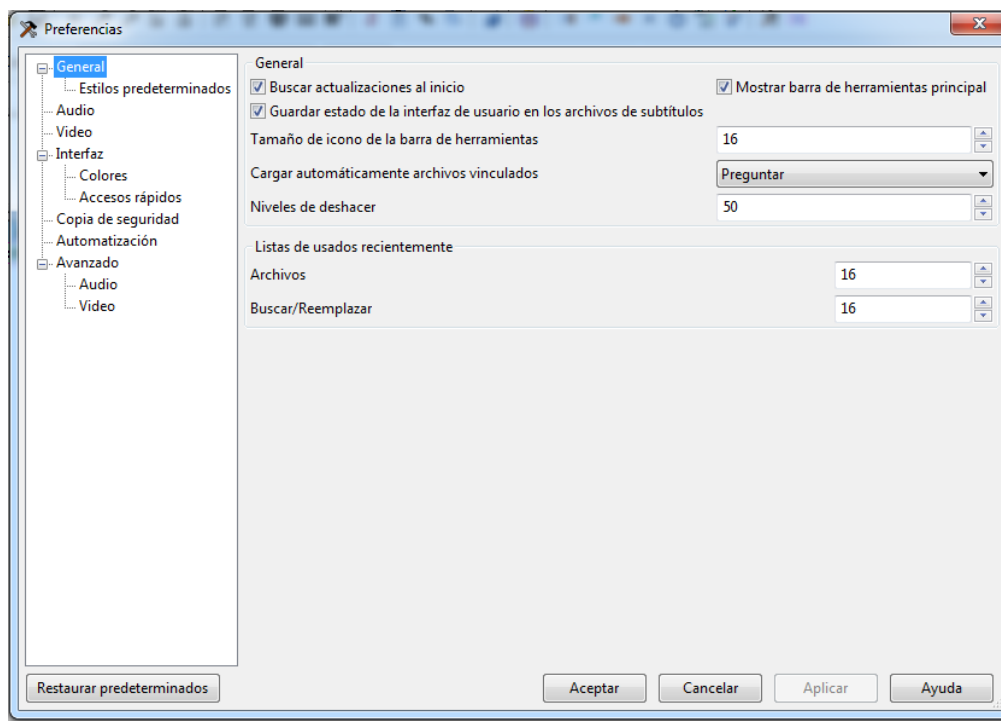 Preferencias
General
Estilos predeterminados
Audio
Video
Interfaz
Colores
Accesos rápidos
Copia de seguridad
Automatización
Avanzado
Audio
Video
General
Buscar actualizaciones al inicio Mostrar barra de herramientas principal
Guardar estado de la interfaz de usuario en los archivos de subtítulos
Tamaño de icono de la barra de herramientas 16
Cargar automáticamente archivos vinculados Preguntar
Niveles de deshacer 50
Listas de usados recientemente
Archivos 16
Buscar/Reemplazar 16
Restaurar predeterminados Aceptar Cancelar Aplicar Ayuda